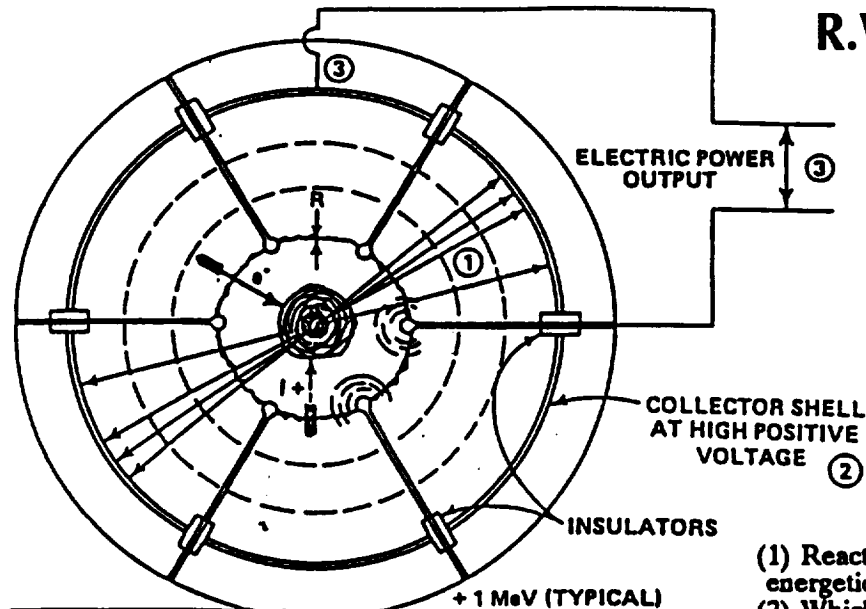 R.
③
ELECTRIC POWER
OUTPUT
③
R
①
e-
I +
COLLECTOR SHELL
AT HIGH POSITIVE
VOLTAGE ②
INSULATORS
+ 1 MeV (TYPICAL)
(1) React
energetic
(2) Which